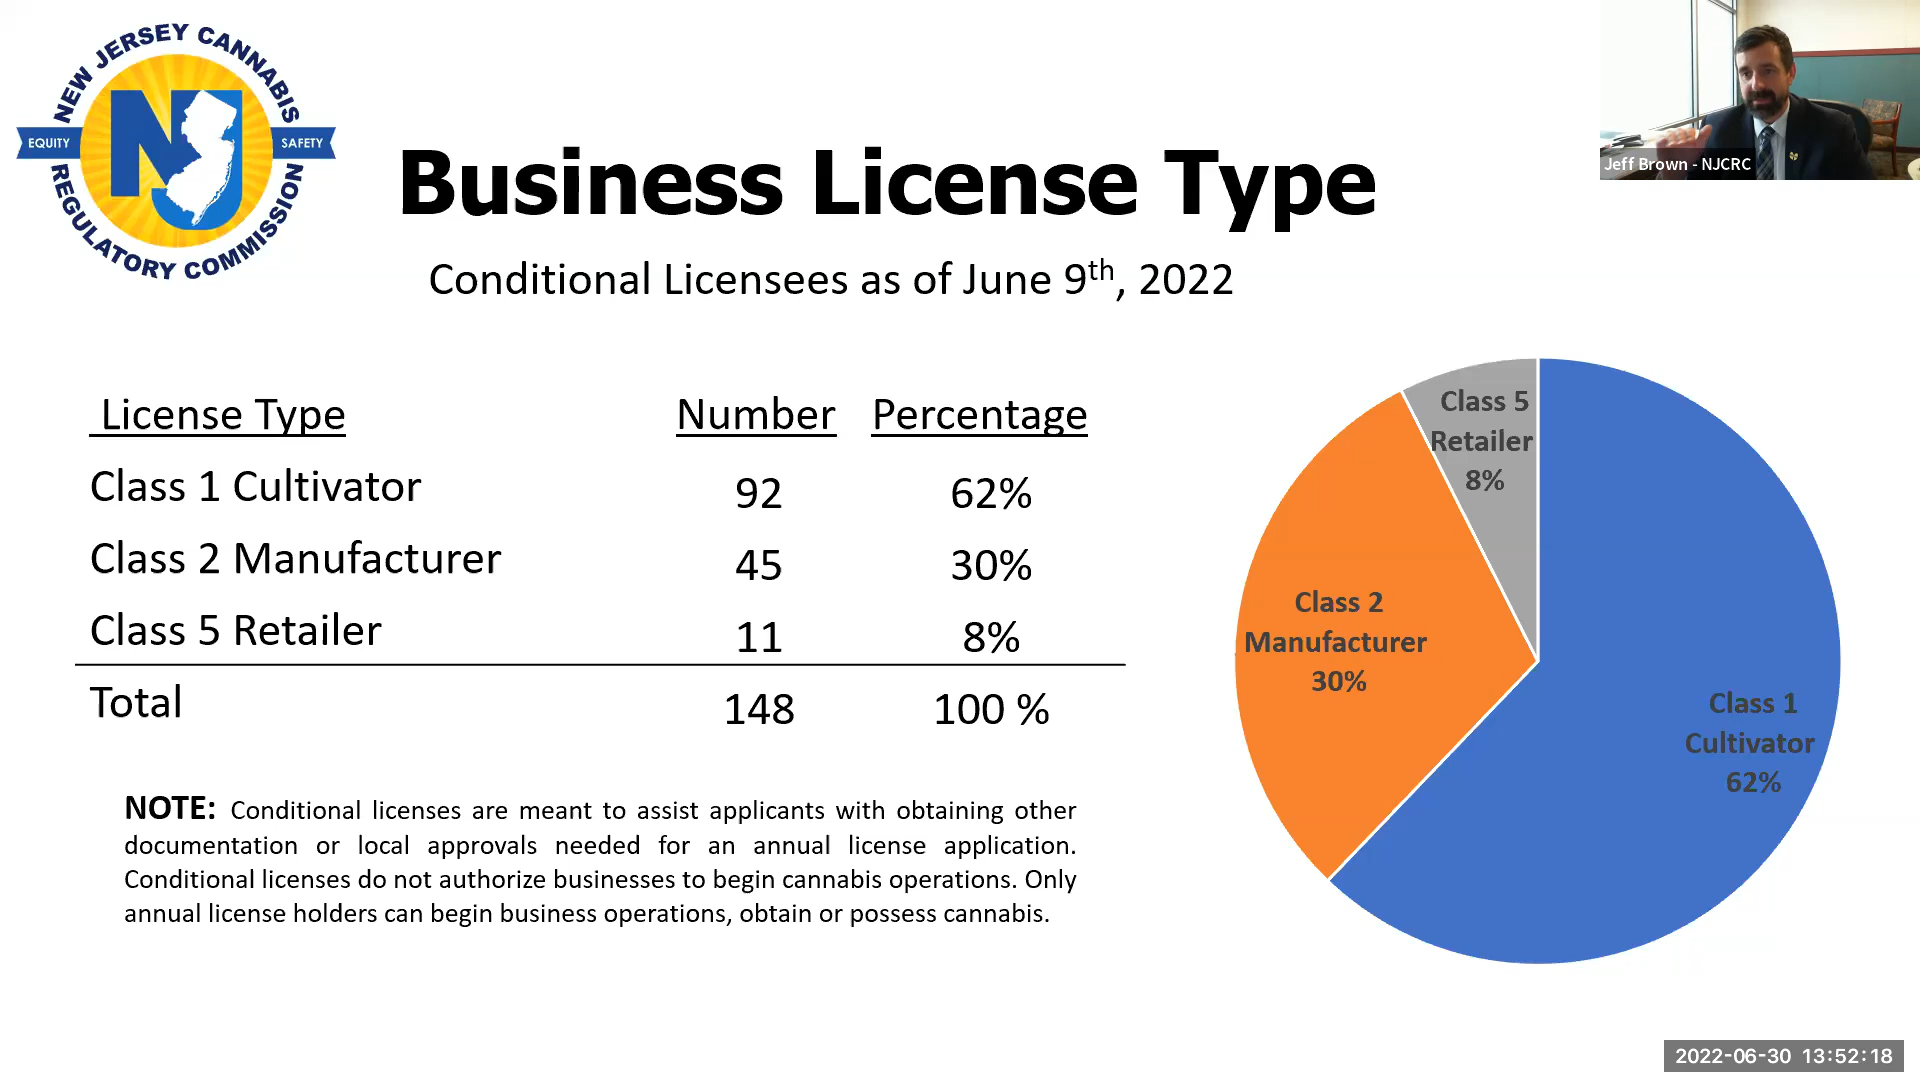 NEW JERSEY CANNABIS
EQUITY
NJ
SAFETY
REGULATORY COMMISSION
Jeff Brown - NJCRC
Business License Type
Conditional Licensees as of June 9th, 2022
License Type Number Percentage
Class 1 Cultivator 92 62%
Class 2 Manufacturer 45 30%
Class 5 Retailer 11 8%
Total 148 100 %
NOTE: Conditional licenses are meant to assist applicants with obtaining other
documentation or local approvals needed for an annual license application.
Conditional licenses do not authorize businesses to begin cannabis operations. Only
annual license holders can begin business operations, obtain or possess cannabis.
Class 5
Retailer
8%
Class 2
Manufacturer
30%
Class 1
Cultivator
62%
2022-06-30 13:52:18